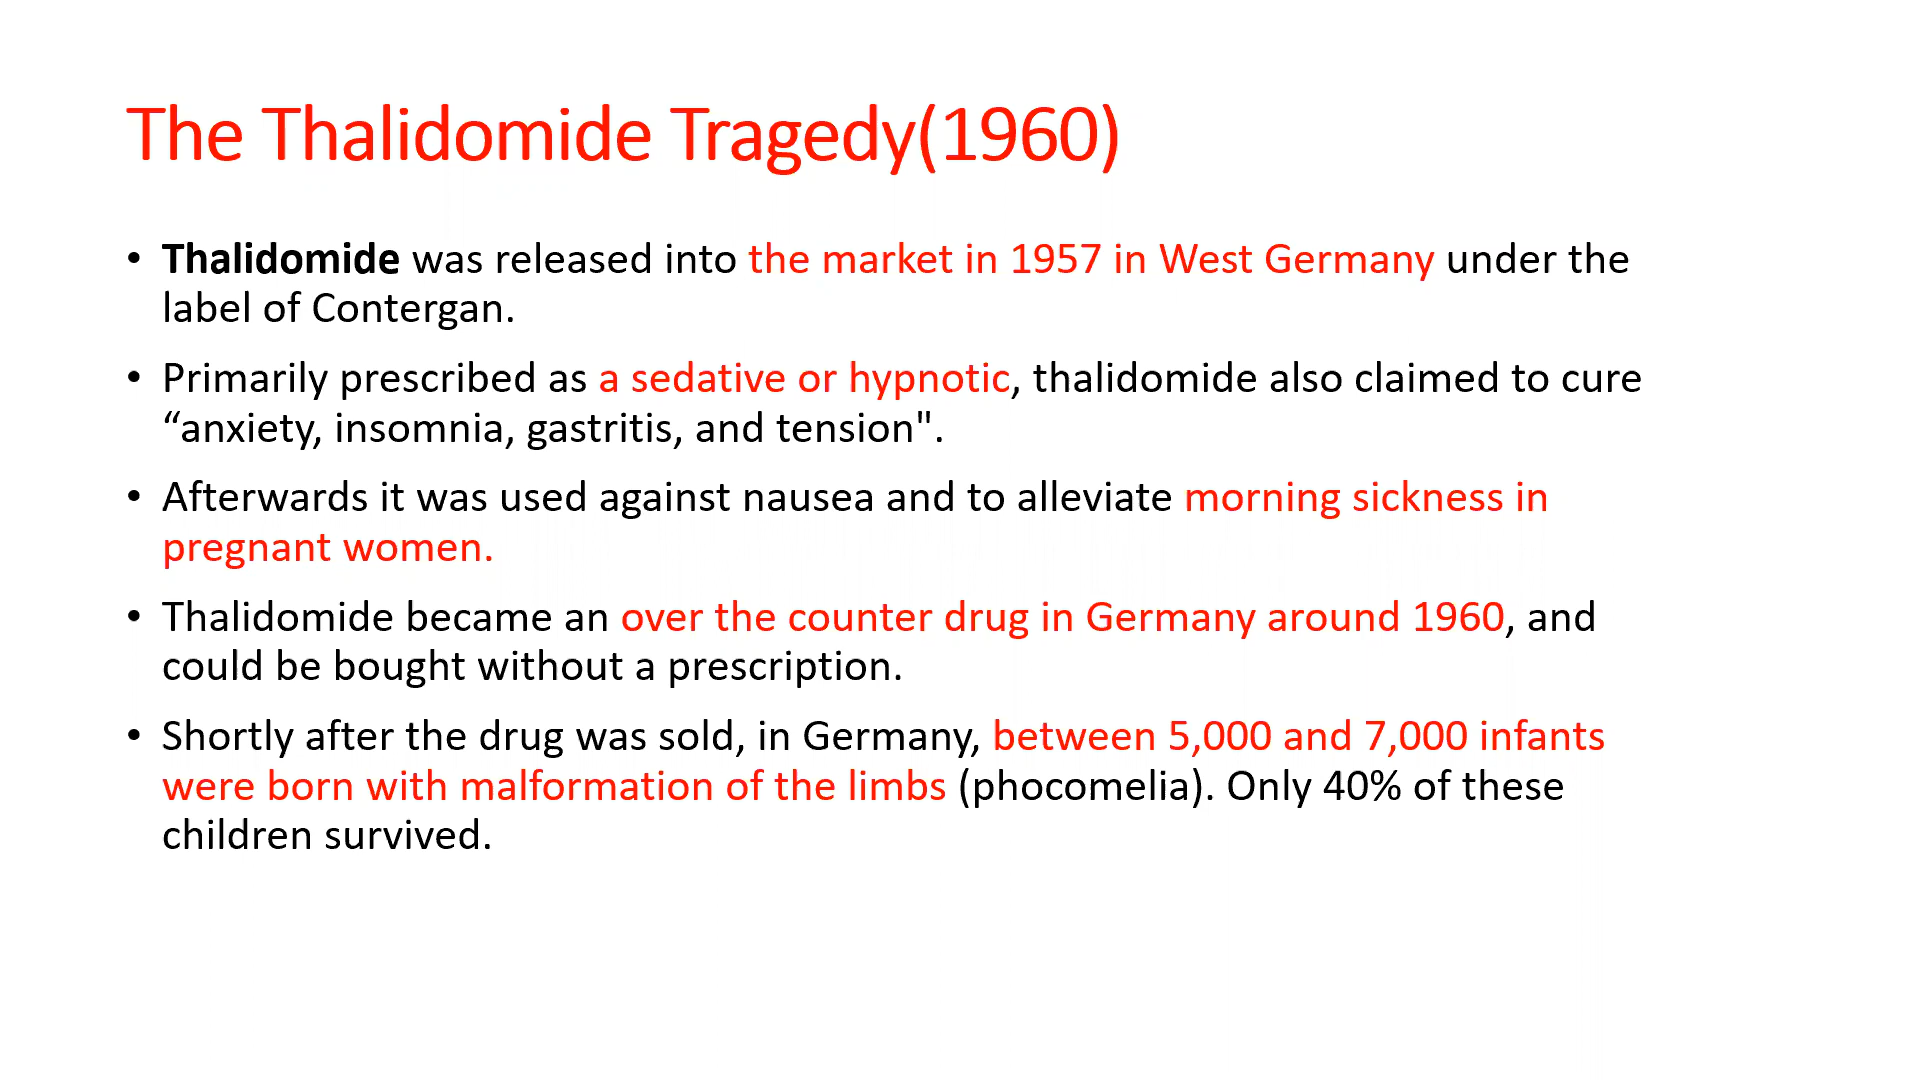 The Thalidomide Tragedy(1960)
• Thalidomide was released into the market in 1957 in West Germany under the
label of Contergan.
• Primarily prescribed as a sedative or hypnotic, thalidomide also claimed to cure
“anxiety, insomnia, gastritis, and tension".
• Afterwards it was used against nausea and to alleviate morning sickness in
pregnant women.
• Thalidomide became an over the counter drug in Germany around 1960, and
could be bought without a prescription.
• Shortly after the drug was sold, in Germany, between 5,000 and 7,000 infants
were born with malformation of the limbs (phocomelia). Only 40% of these
children survived.